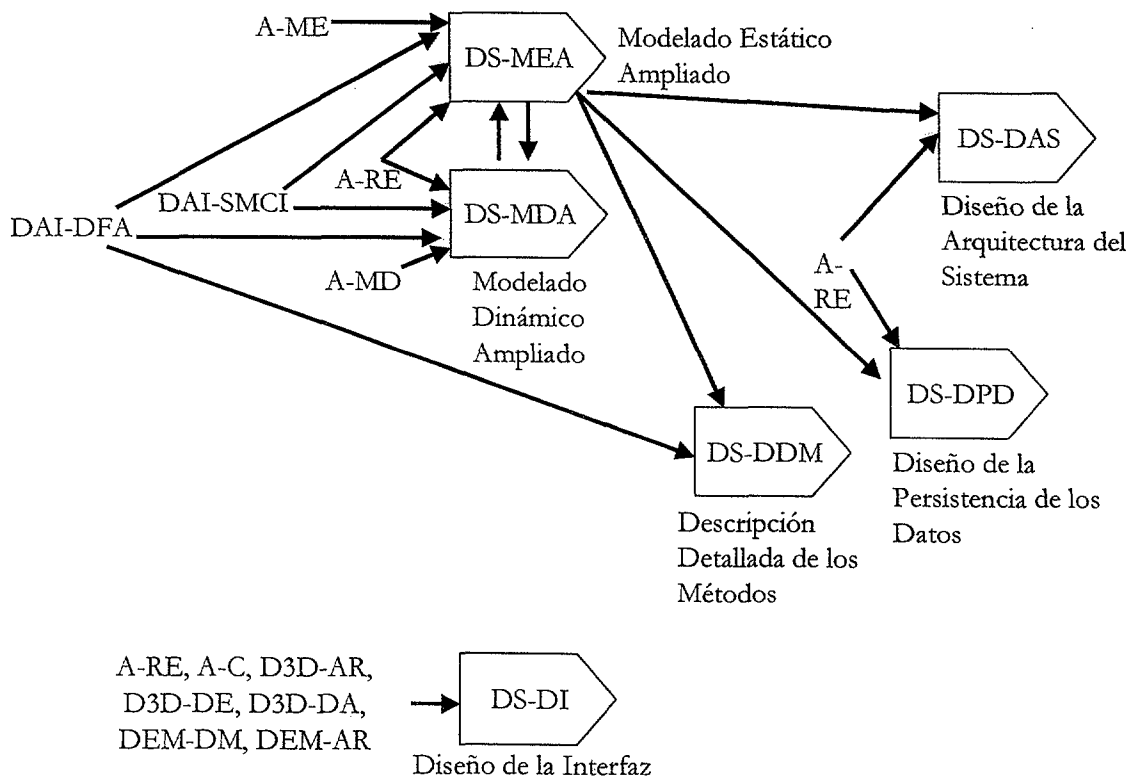 A-ME
DS-MEA
Modelado Estático
Ampliado
DS-DAS
A-RE
DAI-SMCI
DS-MDA
DAI-DFA
Diseño de la
Arquitectura del
Sistema
A-MD
A-
RE
Modelado
Dinámico
Ampliado
DS-DPD
DS-DDM
Diseño de la
Persistencia de los
Datos
Descripción
Detallada de los
Métodos
A-RE, A-C, D3D-AR,
D3D-DE, D3D-DA,
DEM-DM, DEM-AR
DS-DI
Diseño de la Interfaz